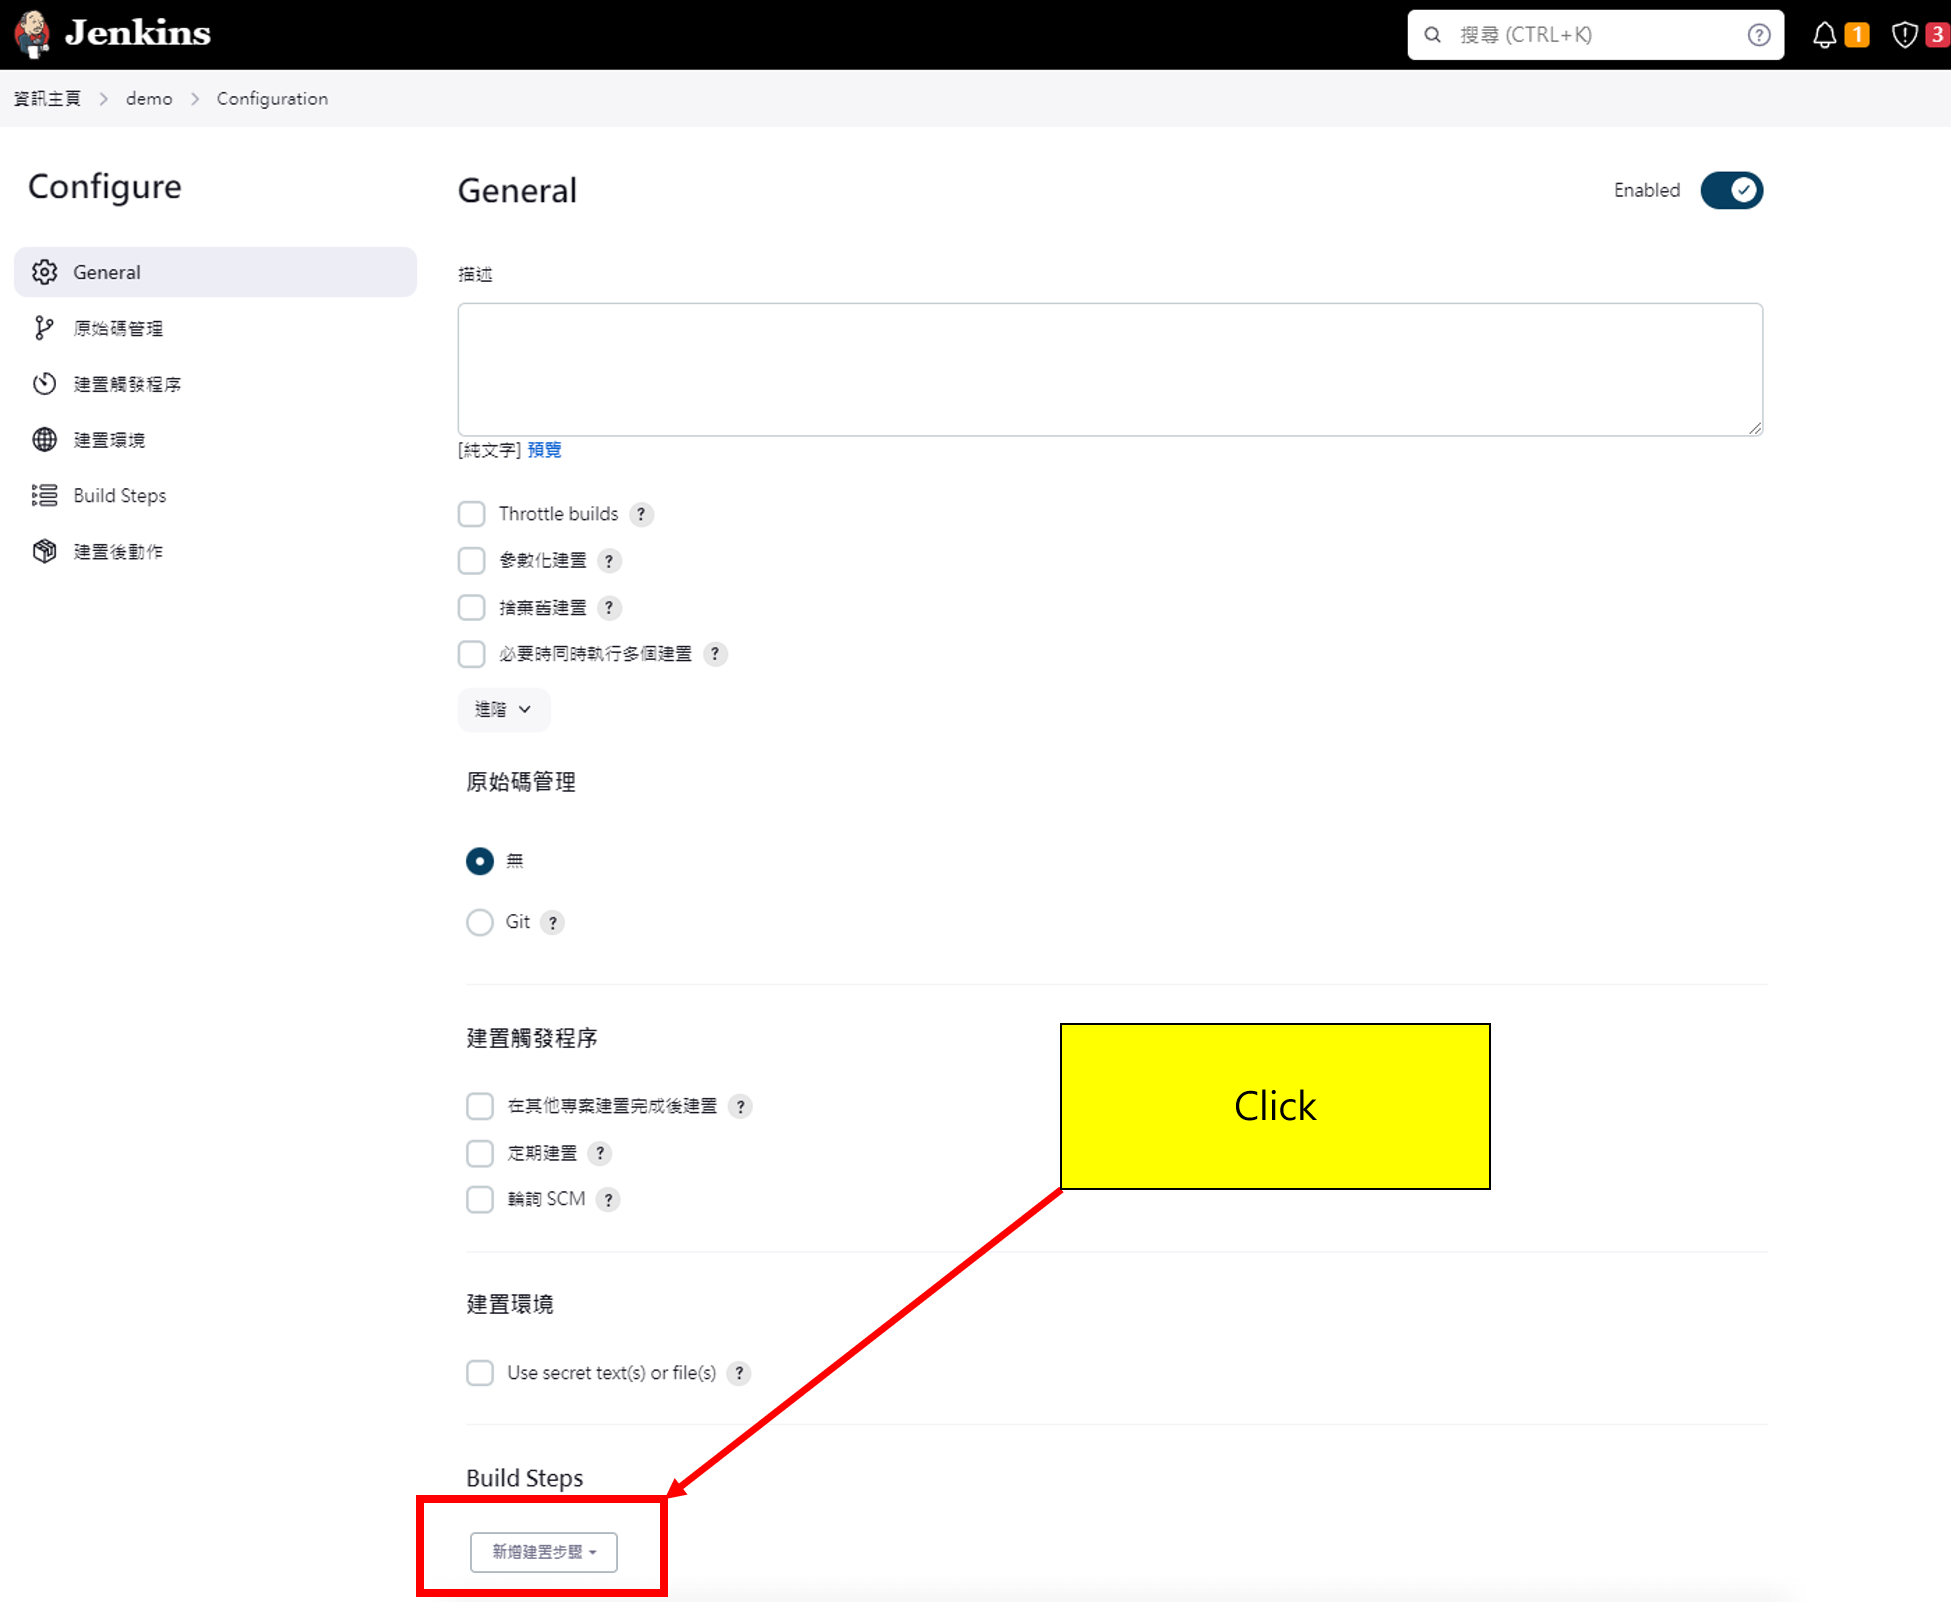 Jenkins
搜尋 (CTRL+K)
?
1
3
資訊主頁 > demo > Configuration
Configure
General
Enabled
General
原始碼管理
建置觸發程序
建置環境
Build Steps
建置後動作
描述
[純文字] 預覽
Throttle builds ?
參數化建置 ?
捨棄舊建置 ?
必要時同時執行多個建置 ?
進階
原始碼管理
無
Git ?
建置觸發程序
在其他專案建置完成後建置 ?
定期建置 ?
輪詢 SCM ?
Click
建置環境
Use secret text(s) or file(s) ?
Build Steps
新增建置步驟